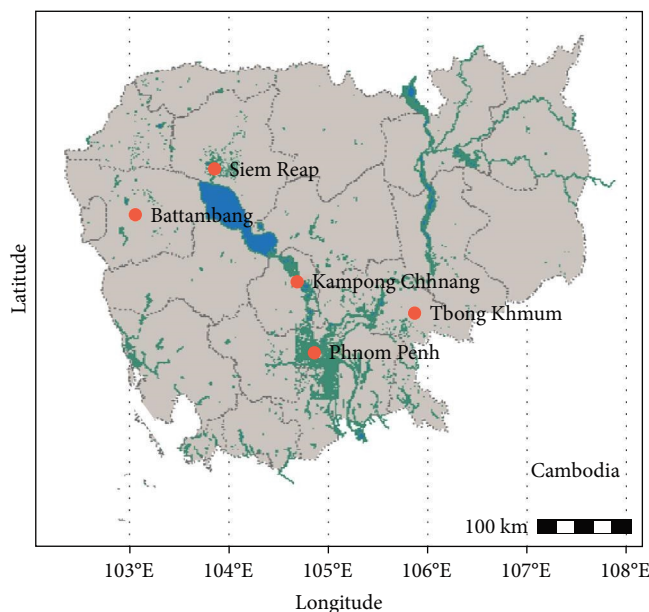 Siem Reap
Battambang
Kampong Chhnang
Tbong Khmum
Phnom Penh
Latitude
Cambodia
100 km
103°E 104°E 105°E 106°E 107°E 108°E
Longitude